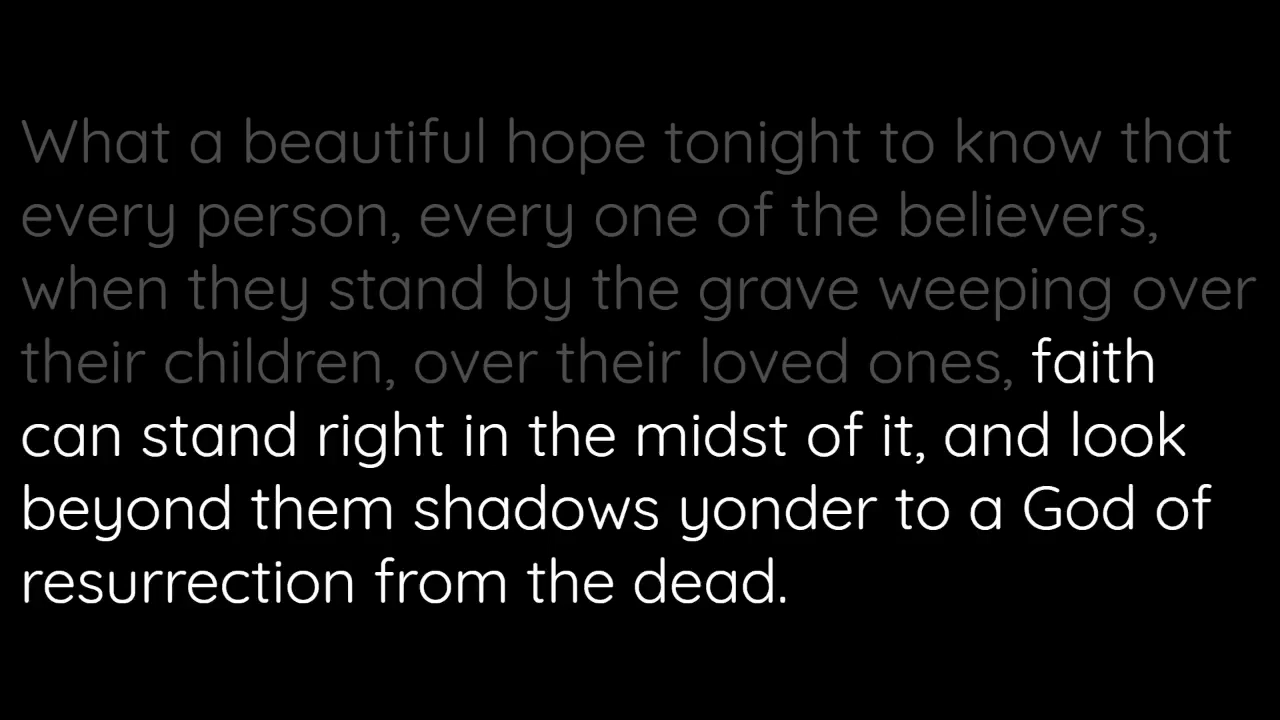 What a beautiful hope tonight to know that
every person, every one of the believers,
when they stand by the grave weeping over
their children, over their loved ones, faith
can stand right in the midst of it, and look
beyond them shadows yonder to a God of
resurrection from the dead.